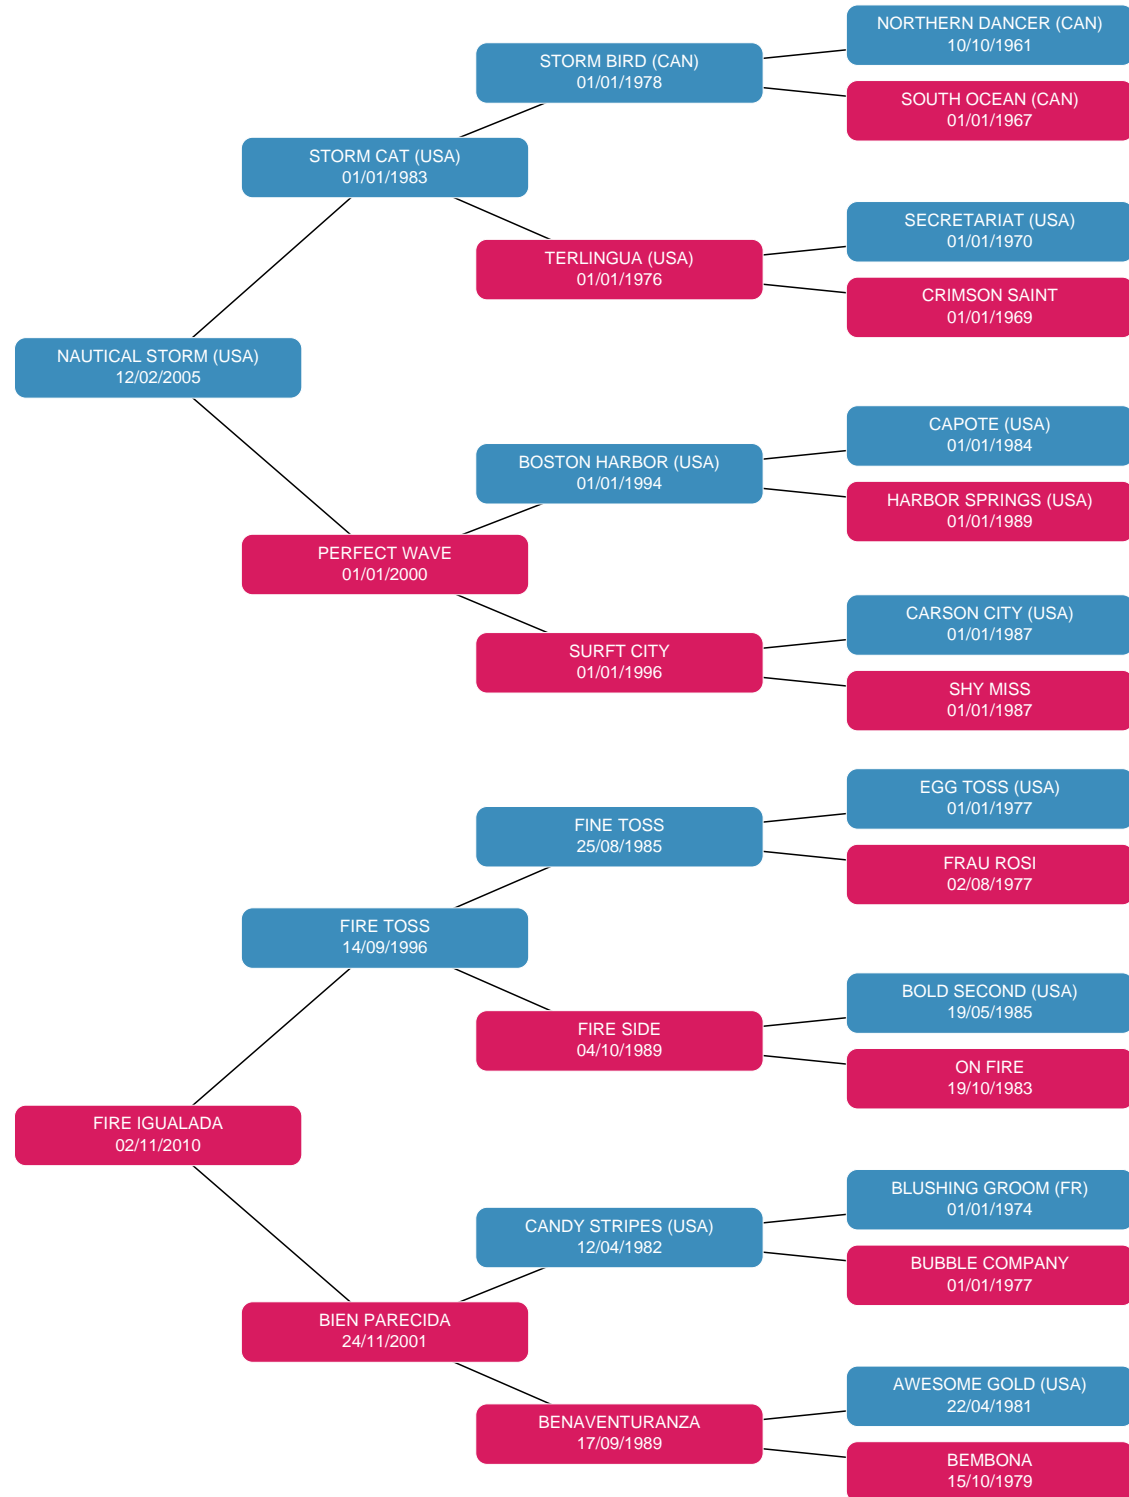 NORTHERN DANCER (CAN)
10/10/1961
STORM BIRD (CAN)
01/01/1978
SOUTH OCEAN (CAN)
01/01/1967
STORM CAT (USA)
01/01/1983
SECRETARIAT (USA)
01/01/1970
TERLINGUA (USA)
01/01/1976
CRIMSON SAINT
01/01/1969
NAUTICAL STORM (USA)
12/02/2005
CAPOTE (USA)
01/01/1984
BOSTON HARBOR (USA)
01/01/1994
HARBOR SPRINGS (USA)
01/01/1989
PERFECT WAVE
01/01/2000
CARSON CITY (USA)
01/01/1987
SURFT CITY
01/01/1996
SHY MISS
01/01/1987
EGG TOSS (USA)
01/01/1977
FINE TOSS
25/08/1985
FRAU ROSI
02/08/1977
FIRE TOSS
14/09/1996
BOLD SECOND (USA)
19/05/1985
FIRE SIDE
04/10/1989
ON FIRE
19/10/1983
FIRE IGUALADA
02/11/2010
BLUSHING GROOM (FR)
01/01/1974
CANDY STRIPES (USA)
12/04/1982
BUBBLE COMPANY
01/01/1977
BIEN PARECIDA
24/11/2001
AWESOME GOLD (USA)
22/04/1981
BENAVENTURANZA
17/09/1989
BEMBONA
15/10/1979